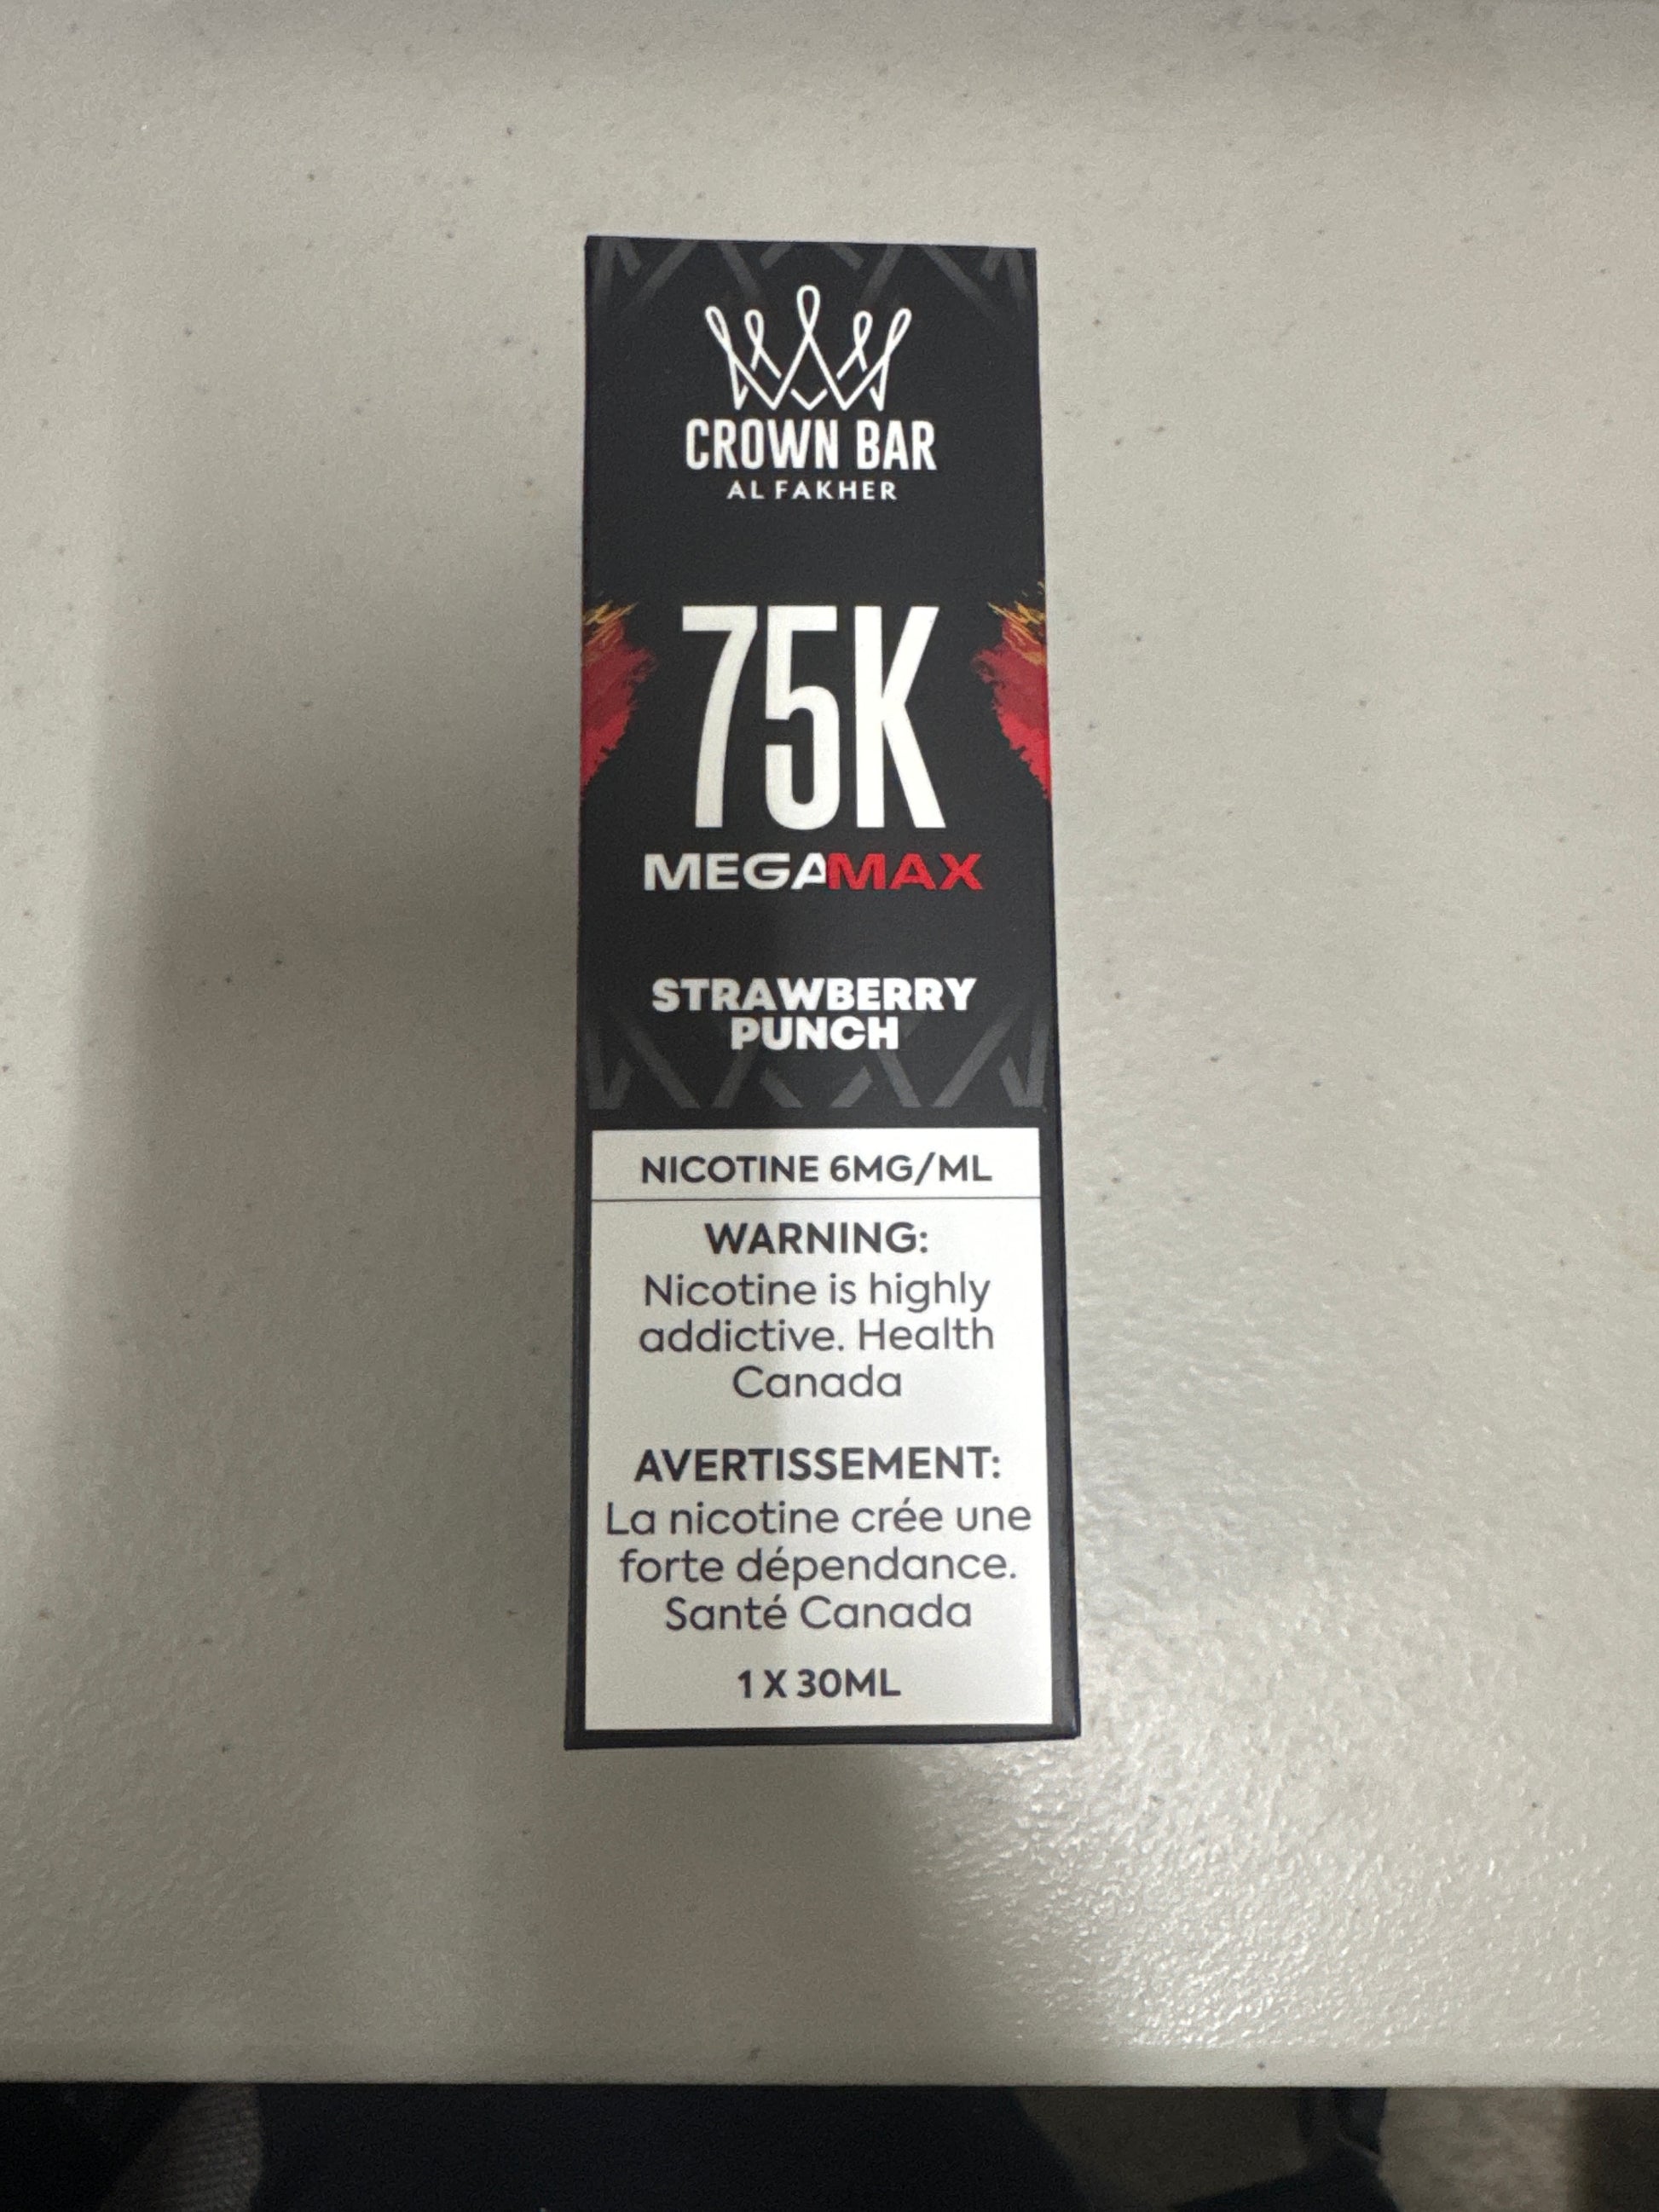 CROWN BAR
AL FAKHER
75K
MEGAMAX
STRAWBERRY
PUNCH
NICOTINE 6MG/ML
WARNING:
Nicotine is highly
addictive. Health
Canada
AVERTISSEMENT:
La nicotine crée une
forte dépendance.
Santé Canada
1 X 30ML